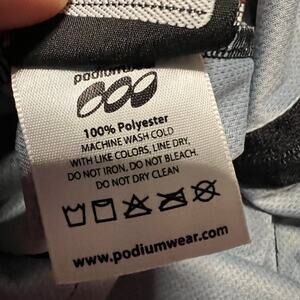 podiumwear
100% Polyester
MACHINE WASH COLD
WITH LIKE COLORS, LINE DRY,
DO NOT IRON, DO NOT BLEACH.
DO NOT DRY CLEAN
www.podiumwear.com